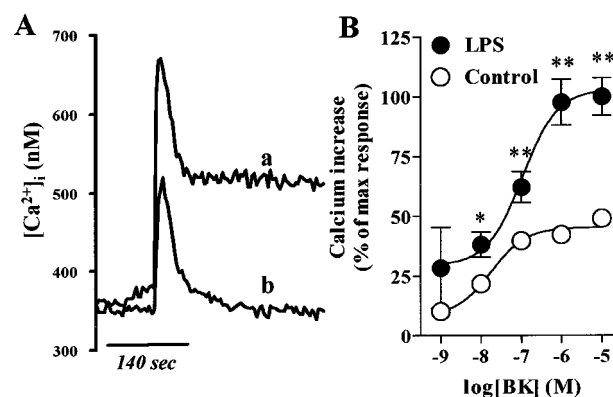 A
[Ca²⁺]i (nM)
700
600
500
400
300
a
b
140 sec
B
LPS
Control
Calcium increase
(% of max response)
125
100
75
50
25
0
*
**
**
**
-9 -8 -7 -6 -5
log[BK] (M)